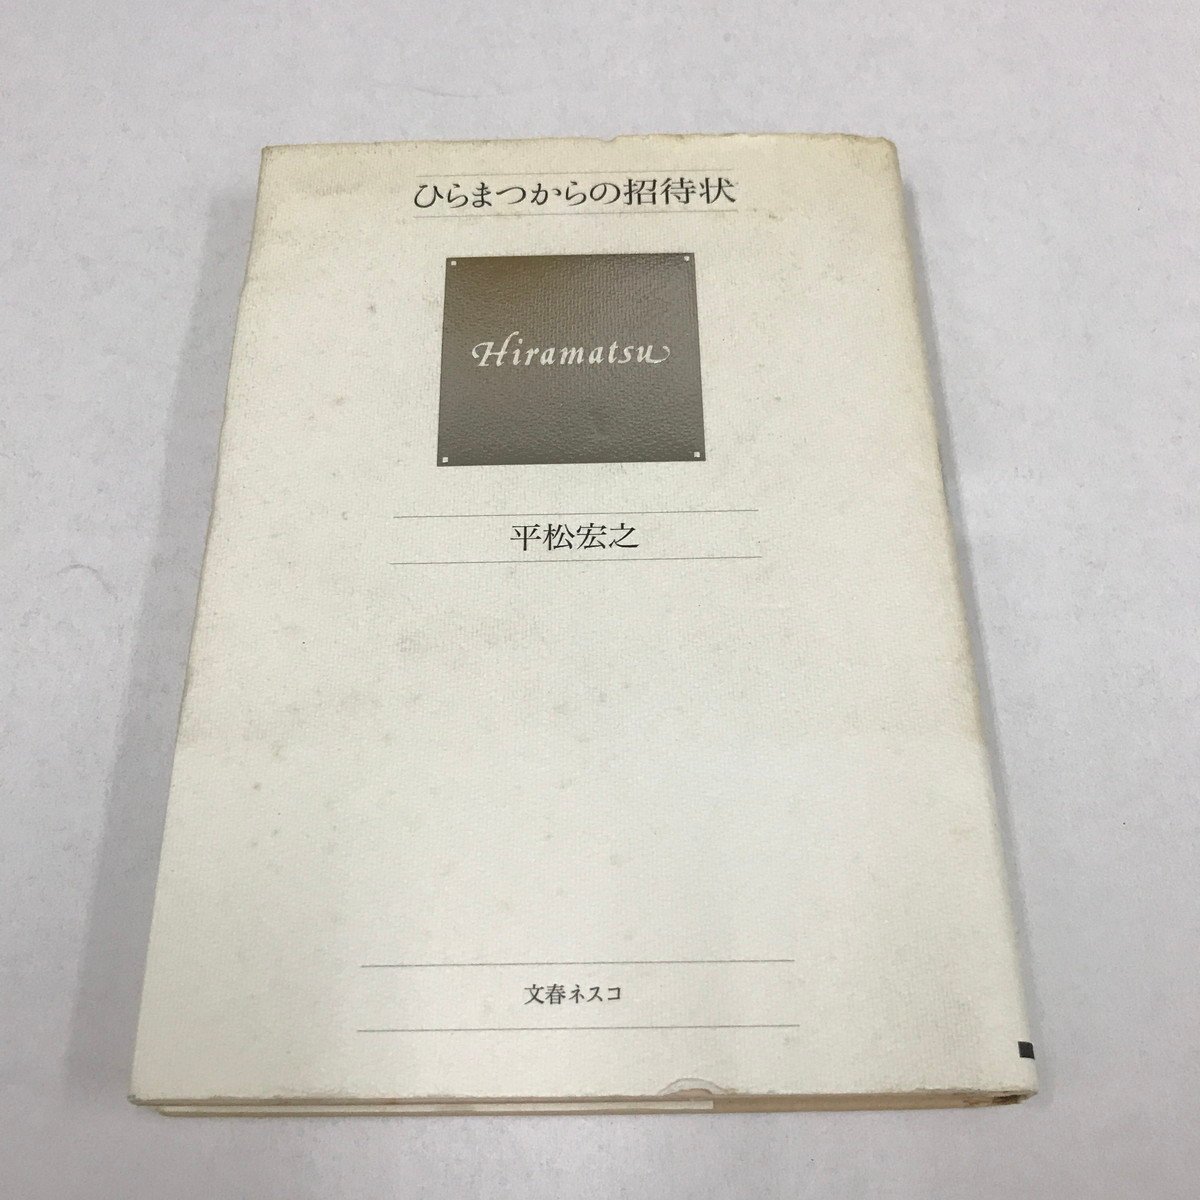 ひらまつからの招待状
Hiramatsu
平松宏之
文春ネスコ